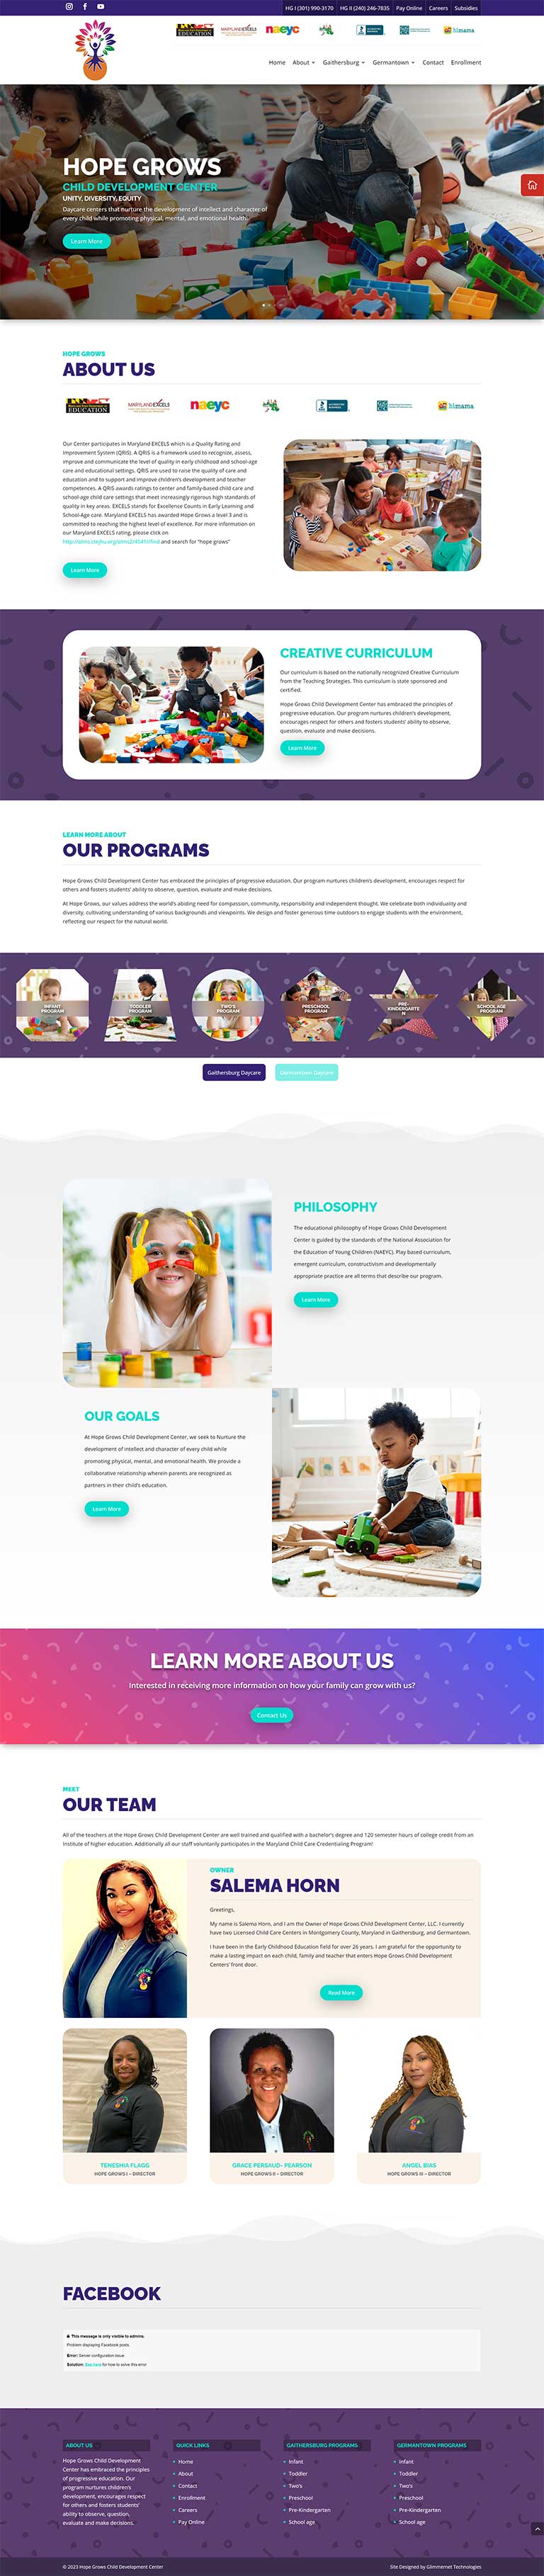 HG I (301) 990-3170 HG II (240) 246-7835 Pay Online Careers Subsidies
EDUCATION MARYLAND EXCELS naeyc himama
Home About Gaithersburg Germantown Contact Enrollment
HOPE GROWS
CHILD DEVELOPMENT CENTER
UNITY, DIVERSITY, EQUITY
Daycare centers that nurture the development of intellect and character of
every child while promoting physical, mental, and emotional health.
Learn More
HOPE GROWS
ABOUT US
EDUCATION MARYLAND EXCELS naeyc himama
Our Center participates in Maryland EXCELS which is a Quality Rating and
Improvement System (QRIS). A QRIS is a framework used to recognize, assess,
improve and communicate the level of quality in early childhood and school-age
care and educational settings. QRIS are used to raise the quality of care and
education and to support and improve children's development and teacher
competences. A QRIS awards ratings to center and family-based child care and
school-age child care settings that meet increasingly rigorous high standards of
quality in key areas. EXCELS stands for Excellence Counts in Early Learning and
School-Age care. Maryland EXCELS has awarded Hope Grows a level 3 and is
committed to reaching the highest level of excellence. For more information on
our Maryland EXCELS rating, please click on
and search for "hope grows"
Learn More
CREATIVE CURRICULUM
Our curriculum is based on the nationally recognized Creative Curriculum
from the Teaching Strategies. This curriculum is state sponsored and
certified.
Hope Grows Child Development Center has embraced the principles of
progressive education. Our program nurtures children's development,
encourages respect for others and fosters students' ability to observe,
question, evaluate and make decisions.
Learn More
LEARN MORE ABOUT
OUR PROGRAMS
Hope Grows Child Development Center has embraced the principles of progressive education. Our program nurtures children's development, encourages respect for
others and fosters students' ability to observe, question, evaluate and make decisions.
At Hope Grows, our values address the world's abiding need for compassion, community, responsibility and independent thought. We celebrate both individuality and
diversity, cultivating understanding of various backgrounds and viewpoints. We design and foster generous time outdoors to engage students with the environment,
reflecting our respect for the natural world.
INFANT
PROGRAM
TODDLER
PROGRAM
TWO'S
PROGRAM
PRESCHOOL
PROGRAM
PRE-
KINDERGARTE
N
SCHOOL AGE
PROGRAM
Gaithersburg Daycare Germantown Daycare
PHILOSOPHY
The educational philosophy of Hope Grows Child Development
Center is guided by the standards of the National Association for
the Education of Young Children (NAEYC). Play based curriculum,
emergent curriculum, constructivism and developmentally
appropriate practice are all terms that describe our program.
Learn More
OUR GOALS
At Hope Grows Child Development Center, we seek to Nurture the
development of intellect and character of every child while
promoting physical, mental, and emotional health. We provide a
collaborative relationship wherein parents are recognized as
partners in their child's education.
Learn More
LEARN MORE ABOUT US
Interested in receiving more information on how your family can grow with us?
Contact Us
MEET
OUR TEAM
All of the teachers at the Hope Grows Child Development Center are well trained and qualified with a bachelor's degree and 120 semester hours of college credit from an
Institute of higher education. Additionally all our staff voluntarily participates in the Maryland Child Care Credentialing Program!
OWNER
SALEMA HORN
Greetings,
My name is Salema Horn, and I am the Owner of Hope Grows Child Development Center, LLC. I currently
have two Licensed Child Care Centers in Montgomery County, Maryland in Gaithersburg, and Germantown.
I have been in the Early Childhood Education field for over 26 years. I am grateful for the opportunity to
make a lasting impact on each child, family and teacher that enters Hope Grows Child Development
Centers' front door.
Read More
TENESHIA FLAGG
HOPE GROWS I – DIRECTOR
GRACE PERSAUD- PEARSON
HOPE GROWS II – DIRECTOR
ANGEL BIAS
HOPE GROWS III – DIRECTOR
FACEBOOK
This message is only visible to admins.
Problem displaying Facebook posts.
Error: Server configuration issue
Solution: See here for how to solve this error
ABOUT US
Hope Grows Child Development
Center has embraced the principles
of progressive education. Our
program nurtures children's
development, encourages respect
for others and fosters students'
ability to observe, question,
evaluate and make decisions.
QUICK LINKS
Home
About
Contact
Enrollment
Careers
Pay Online
GAITHERSBURG PROGRAMS
Infant
Toddler
Two's
Preschool
Pre-Kindergarten
School age
GERMANTOWN PROGRAMS
Infant
Toddler
Two's
Preschool
Pre-Kindergarten
School age
© 2023 Hope Grows Child Development Center Site Designed by Glimmernet Technologies